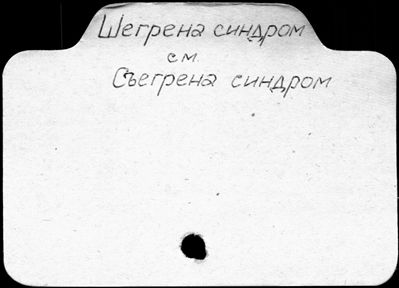 Шегрена синдром
см
Съегрена синдром